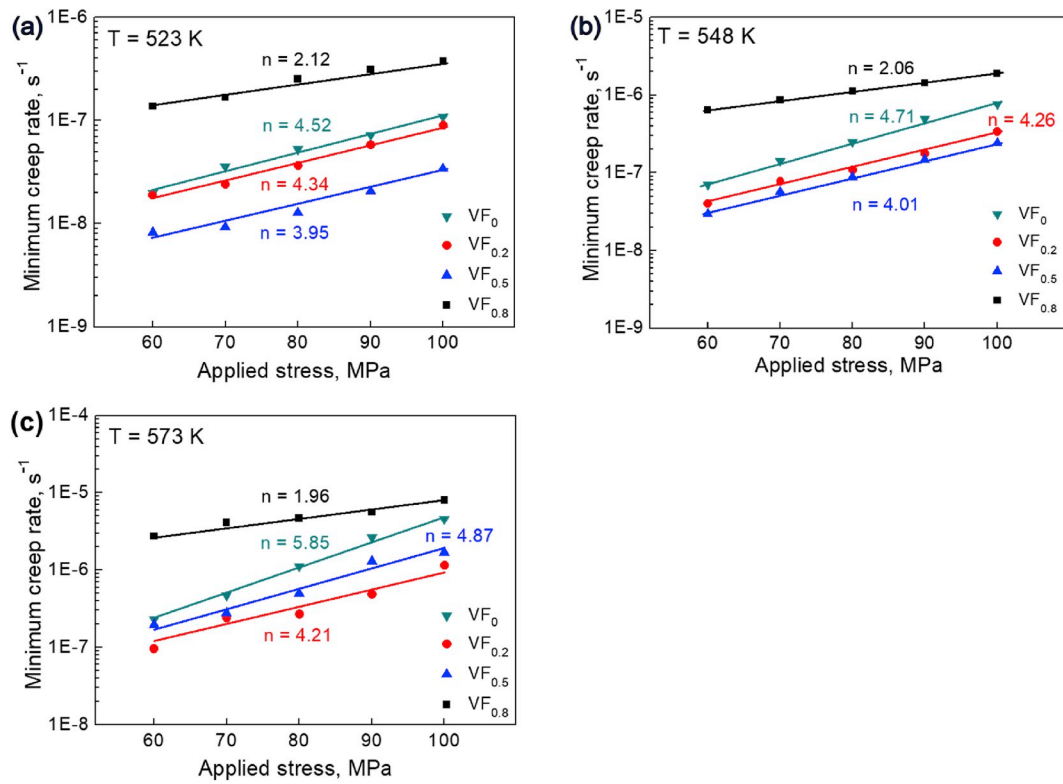 (a)
T = 523 K
Minimum creep rate, s⁻¹
1E-5
1E-6
1E-7
1E-8
1E-9
n = 2.12
n = 4.52
n = 4.34
n = 3.95
VF₀
VF₀.₂
VF₀.₅
VF₀.₈
60 70 80 90 100
Applied stress, MPa
(b)
T = 548 K
Minimum creep rate, s⁻¹
1E-5
1E-6
1E-7
1E-8
1E-9
n = 2.06
n = 4.71
n = 4.26
n = 4.01
VF₀
VF₀.₂
VF₀.₅
VF₀.₈
60 70 80 90 100
Applied stress, MPa
(c)
T = 573 K
Minimum creep rate, s⁻¹
1E-4
1E-5
1E-6
1E-7
1E-8
n = 1.96
n = 5.85
n = 4.87
n = 4.21
VF₀
VF₀.₂
VF₀.₅
VF₀.₈
60 70 80 90 100
Applied stress, MPa